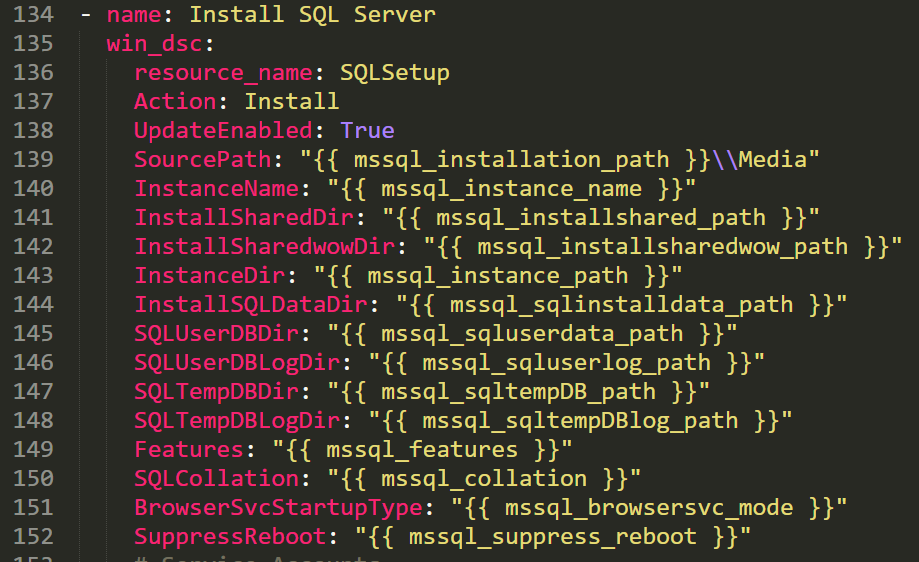 134 - name: Install SQL Server
135 win_dsc:
136 resource_name: SQLSetup
137 Action: Install
138 UpdateEnabled: True
139 SourcePath: "{{ mssql_installation_path }}\\Media"
140 InstanceName: "{{ mssql_instance_name }}"
141 InstallSharedDir: "{{ mssql_installshared_path }}"
142 InstallSharedwowDir: "{{ mssql_installsharedwow_path }}"
143 InstanceDir: "{{ mssql_instance_path }}"
144 InstallSQLDataDir: "{{ mssql_sqlinstalldata_path }}"
145 SQLUserDBDir: "{{ mssql_sqluserdata_path }}"
146 SQLUserDBLogDir: "{{ mssql_sqluserlog_path }}"
147 SQLTempDBDir: "{{ mssql_sqltempDB_path }}"
148 SQLTempDBLogDir: "{{ mssql_sqltempDBlog_path }}"
149 Features: "{{ mssql_features }}"
150 SQLCollation: "{{ mssql_collation }}"
151 BrowserSvcStartupType: "{{ mssql_browsersvc_mode }}"
152 SuppressReboot: "{{ mssql_suppress_reboot }}"
153 # Service Accounts